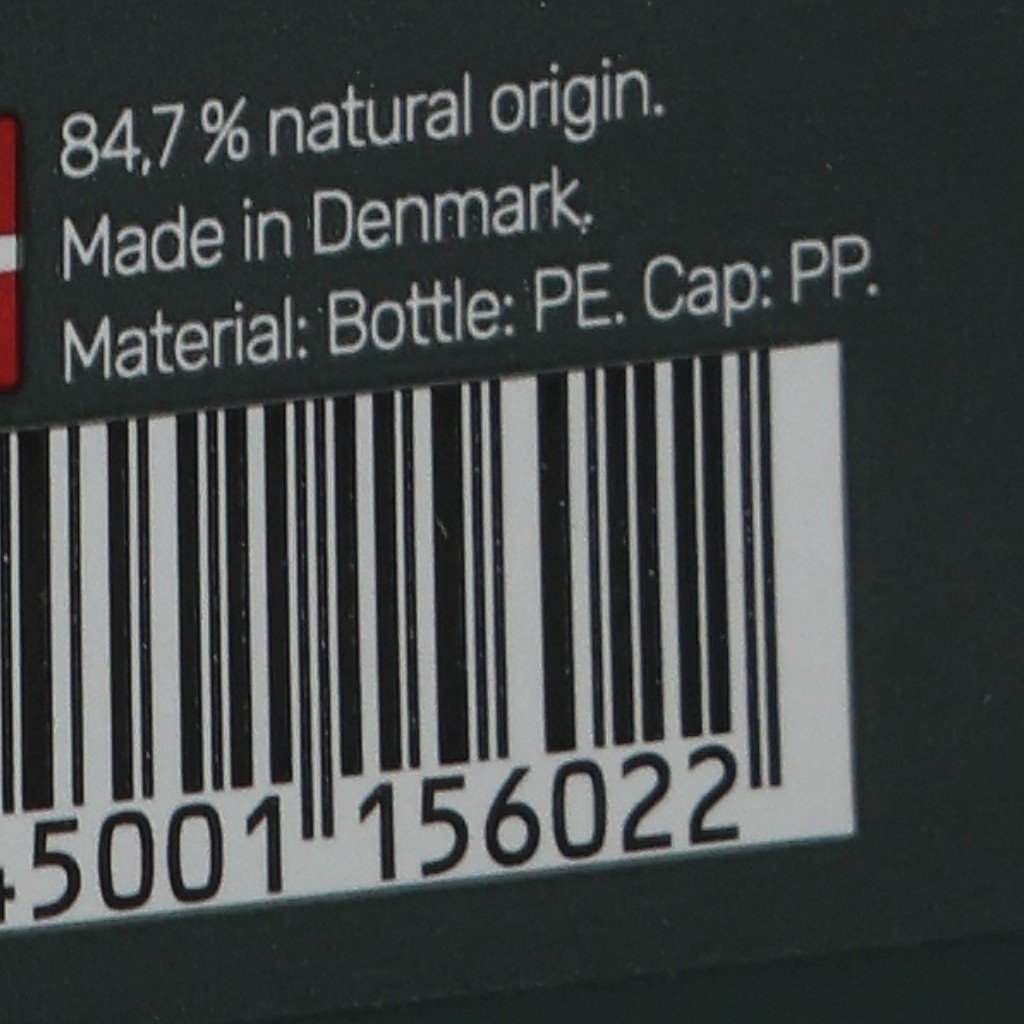 84,7 % natural origin.
Made in Denmark.
Material: Bottle: PE. Cap: PP.
5001 156022